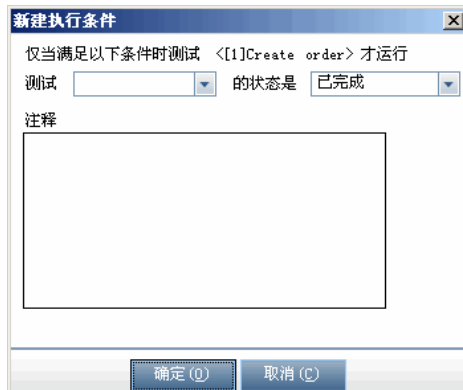 新建执行条件
仅当满足以下条件时测试 <[1]Create order> 才运行
测试 的状态是 已完成
注释
确定(O) 取消(C)